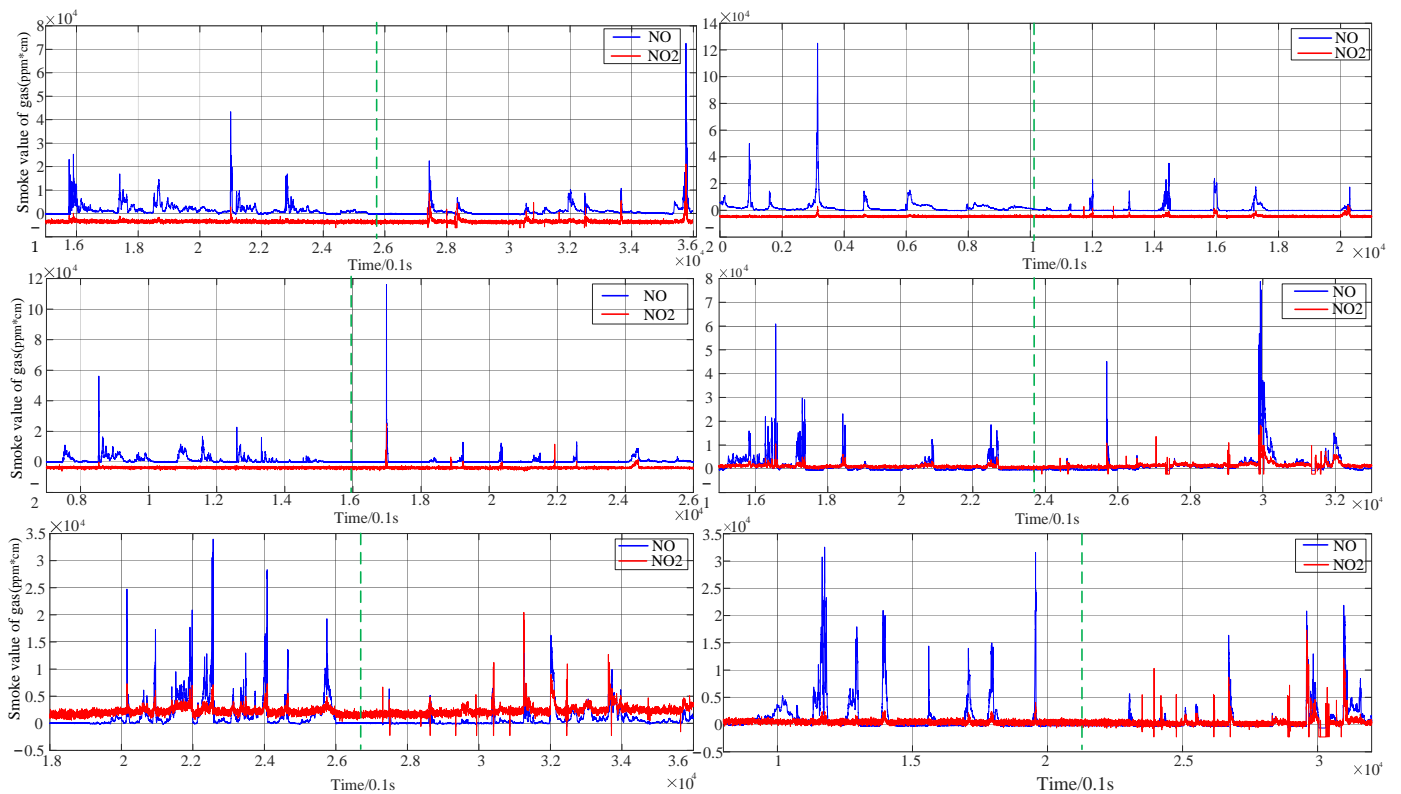 ×10⁴
Smoke value of gas(ppm*cm)
8
7
6
5
4
3
2
1
0
−
1
NO
NO2
1.6 1.8 2 2.2 2.4 2.6 2.8 3 3.2 3.4 3.6
Time/0.1s
×10⁴
×10⁴
14
12
10
8
6
4
2
0
−
2
NO
NO2
0 0.2 0.4 0.6 0.8 1 1.2 1.4 1.6 1.8 2
Time/0.1s
×10⁴
×10⁴
Smoke value of gas(ppm*cm)
12
10
8
6
4
2
0
−
2
NO
NO2
0.8 1 1.2 1.4 1.6 1.8 2 2.2 2.4 2.6
Time/0.1s
×10⁴
×10⁴
8
7
6
5
4
3
2
1
0
−
1
NO
NO2
1.6 1.8 2 2.2 2.4 2.6 2.8 3 3.2
Time/0.1s
×10⁴
×10⁴
Smoke value of gas(ppm*cm)
3.5
3
2.5
2
1.5
1
0.5
0
−0.5
NO
NO2
1.8 2 2.2 2.4 2.6 2.8 3 3.2 3.4 3.6
Time/0.1s
×10⁴
×10⁴
3.5
3
2.5
2
1.5
1
0.5
0
−0.5
NO
NO2
1 1.5 2 2.5 3
Time/0.1s
×10⁴